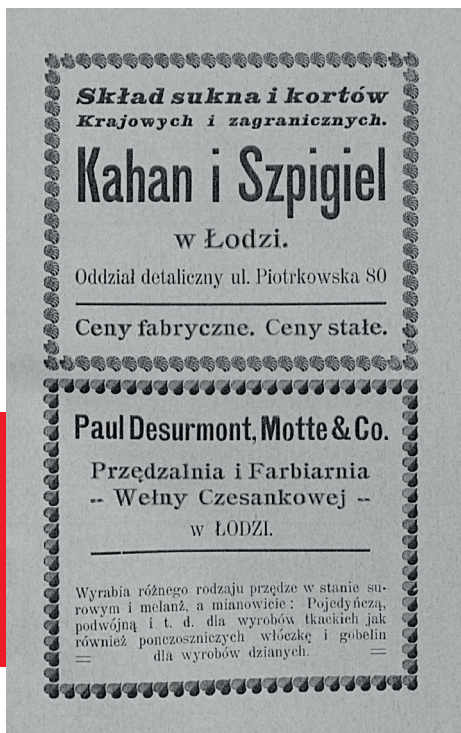 Skład sukna i kortów
Krajowych i zagranicznych.
Kahan i Szpigiel
w Łodzi.
Oddział detaliczny ul. Piotrkowska 80
Ceny fabryczne. Ceny stałe.
Paul Desurmont, Motte & Co.
Przędzalnia i Farbiarnia
-- Wełny Czesankowej --
w ŁODZI.
Wyrabia różnego rodzaju przędze w stanie su-
rowym i melanż, a mianowicie: Pojedyńczą,
podwójną i t. d. dla wyrobów tkackich jak
również ponczoszniczych włóczkę i gobelin
dla wyrobów dzianych.